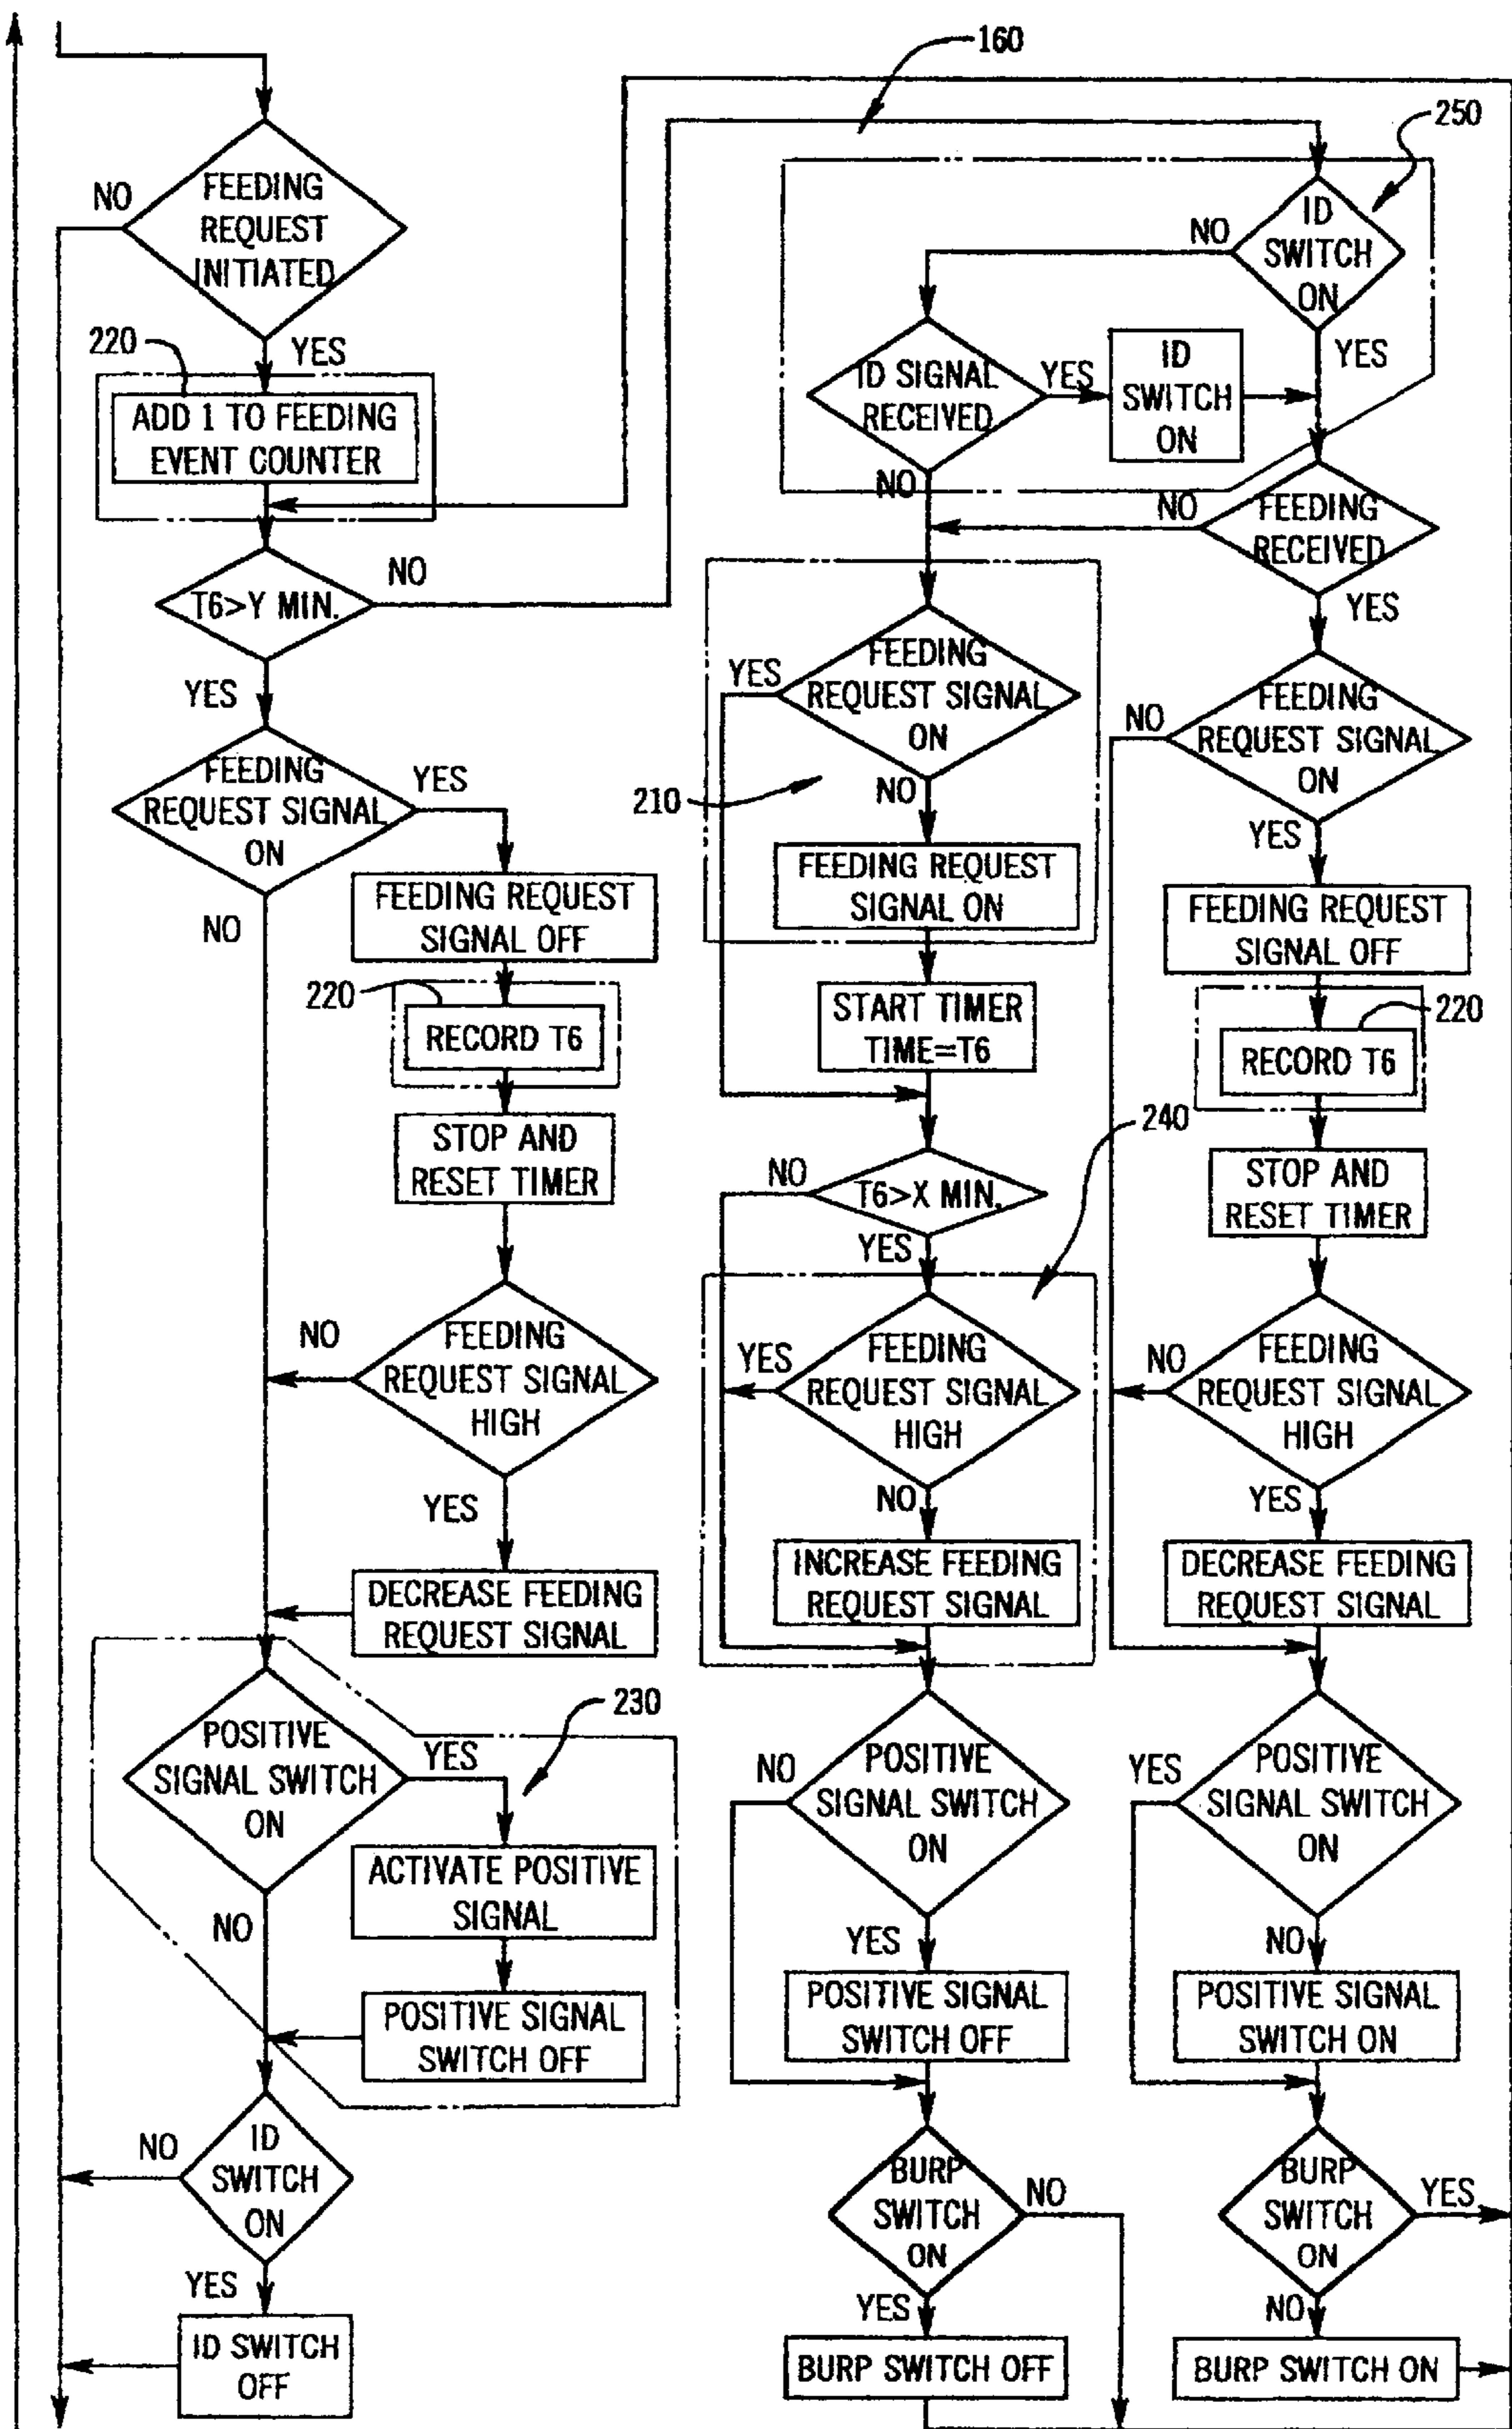 160
250
FEEDING
REQUEST
INITIATED
NO
YES
220
ADD 1 TO FEEDING
EVENT COUNTER
T6>Y MIN.
NO
YES
FEEDING
REQUEST SIGNAL
ON
YES
NO
FEEDING REQUEST
SIGNAL OFF
220
RECORD T6
STOP AND
RESET TIMER
FEEDING
REQUEST SIGNAL
HIGH
NO
YES
DECREASE FEEDING
REQUEST SIGNAL
230
POSITIVE
SIGNAL SWITCH
ON
YES
NO
ACTIVATE POSITIVE
SIGNAL
POSITIVE SIGNAL
SWITCH OFF
ID
SWITCH
ON
NO
YES
ID SWITCH
OFF
ID
SWITCH
ON
NO
YES
ID SIGNAL
RECEIVED
YES
ID
SWITCH
ON
NO
FEEDING
RECEIVED
NO
YES
FEEDING
REQUEST SIGNAL
ON
YES
NO
210
FEEDING REQUEST
SIGNAL ON
START TIMER
TIME=T6
T6>X MIN.
NO
YES
240
FEEDING
REQUEST SIGNAL
HIGH
YES
NO
INCREASE FEEDING
REQUEST SIGNAL
POSITIVE
SIGNAL SWITCH
ON
NO
YES
POSITIVE SIGNAL
SWITCH OFF
BURP
SWITCH
ON
NO
YES
BURP SWITCH OFF
FEEDING
REQUEST SIGNAL
ON
NO
YES
FEEDING REQUEST
SIGNAL OFF
220
RECORD T6
STOP AND
RESET TIMER
FEEDING
REQUEST SIGNAL
HIGH
NO
YES
DECREASE FEEDING
REQUEST SIGNAL
POSITIVE
SIGNAL SWITCH
ON
YES
NO
POSITIVE SIGNAL
SWITCH ON
BURP
SWITCH
ON
YES
NO
BURP SWITCH ON